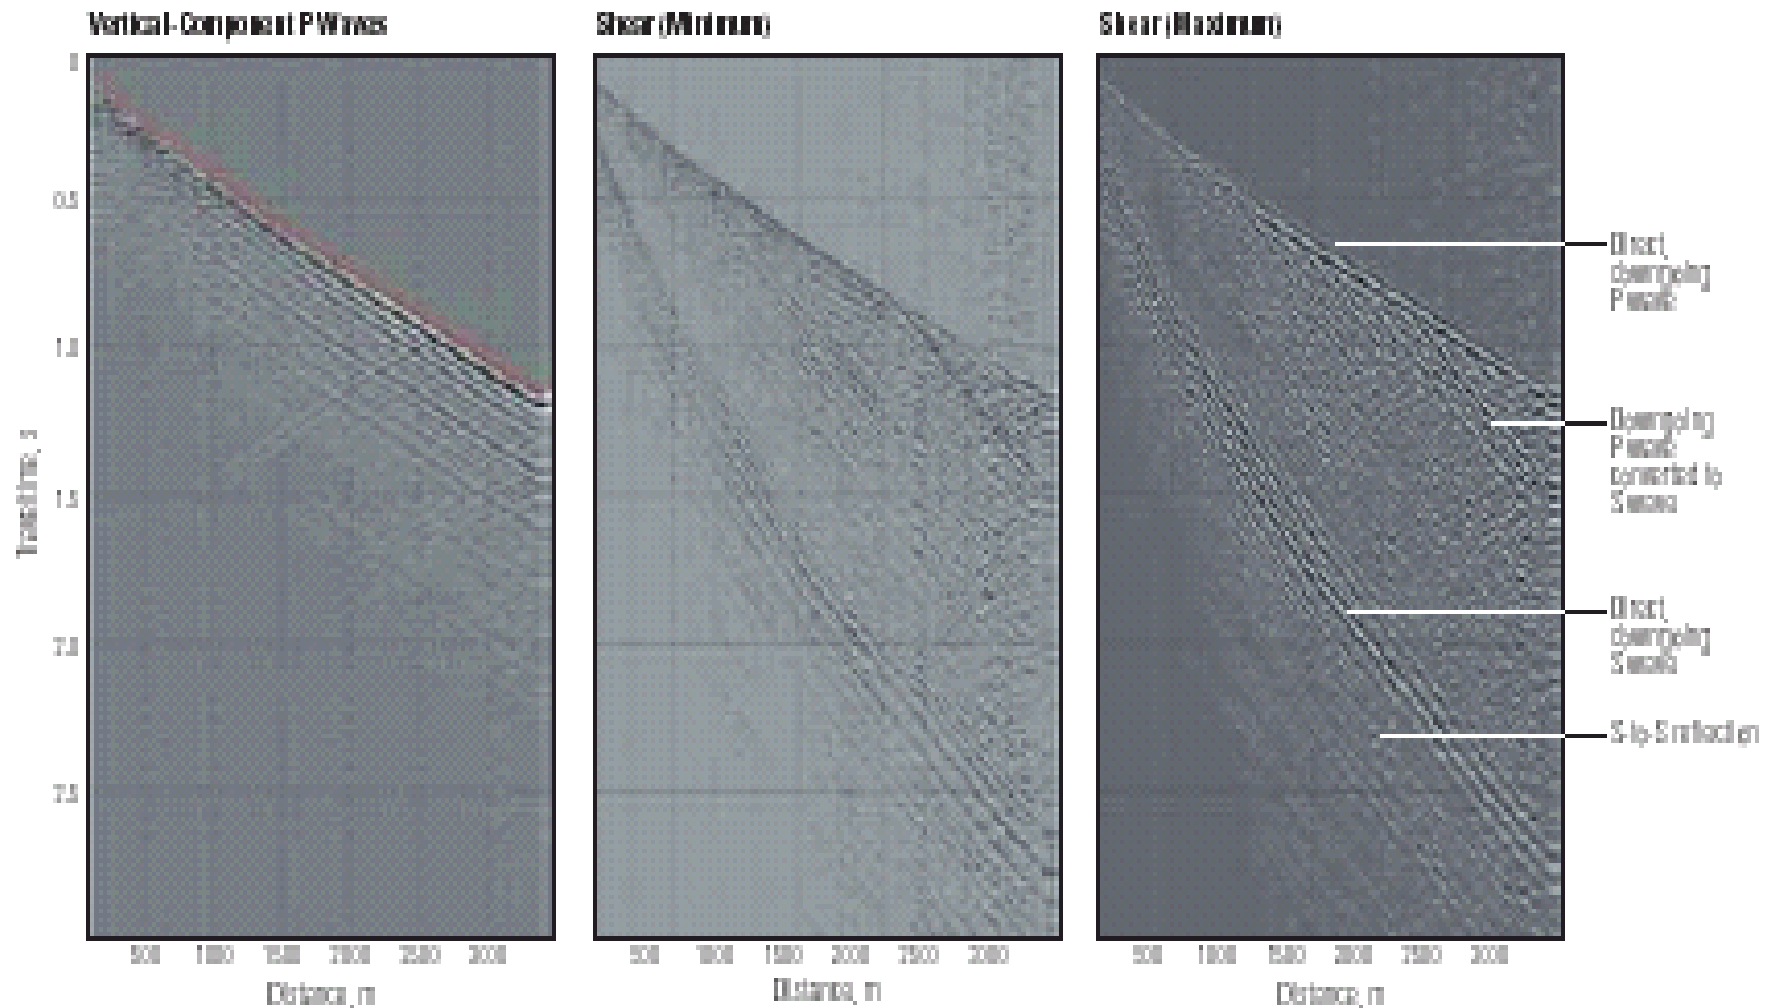 Vertical-Component P Waves
Shear (Minimum)
Shear (Maximum)
0
0.5
1.0
1.5
2.0
2.5
Transit time, s
500 1000 1500 2000 2500 3000
500 1000 1500 2000 2500 3000
500 1000 1500 2000 2500 3000
Distance, m
Distance, m
Distance, m
Direct,
downgoing
P waves
Downgoing
P waves
converted to
S waves
Direct,
downgoing
S waves
S-to-S reflection